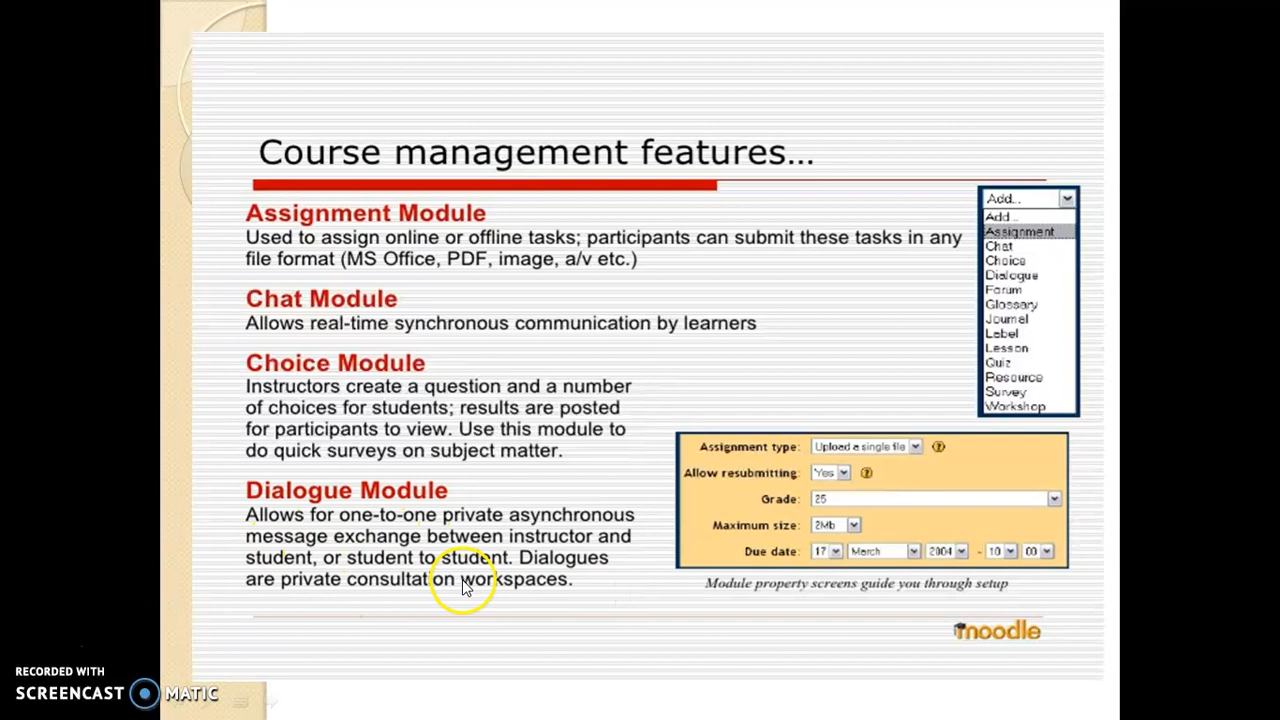 Course management features…
Assignment Module
Used to assign online or offline tasks; participants can submit these tasks in any
file format (MS Office, PDF, image, a/v etc.)
Chat Module
Allows real-time synchronous communication by learners
Choice Module
Instructors create a question and a number
of choices for students; results are posted
for participants to view. Use this module to
do quick surveys on subject matter.
Dialogue Module
Allows for one-to-one private asynchronous
message exchange between instructor and
student, or student to student. Dialogues
are private consultation workspaces.
Add...
Add...
Assignment
Chat
Choice
Dialogue
Forum
Glossary
Journal
Label
Lesson
Quiz
Resource
Survey
Workshop
Assignment type: Upload a single file ?
Allow resubmitting: Yes ?
Grade: 25
Maximum size: 2Mb
Due date: 17 March 2004 - 10 00
Module property screens guide you through setup
moodle
RECORDED WITH
SCREENCAST MATIC